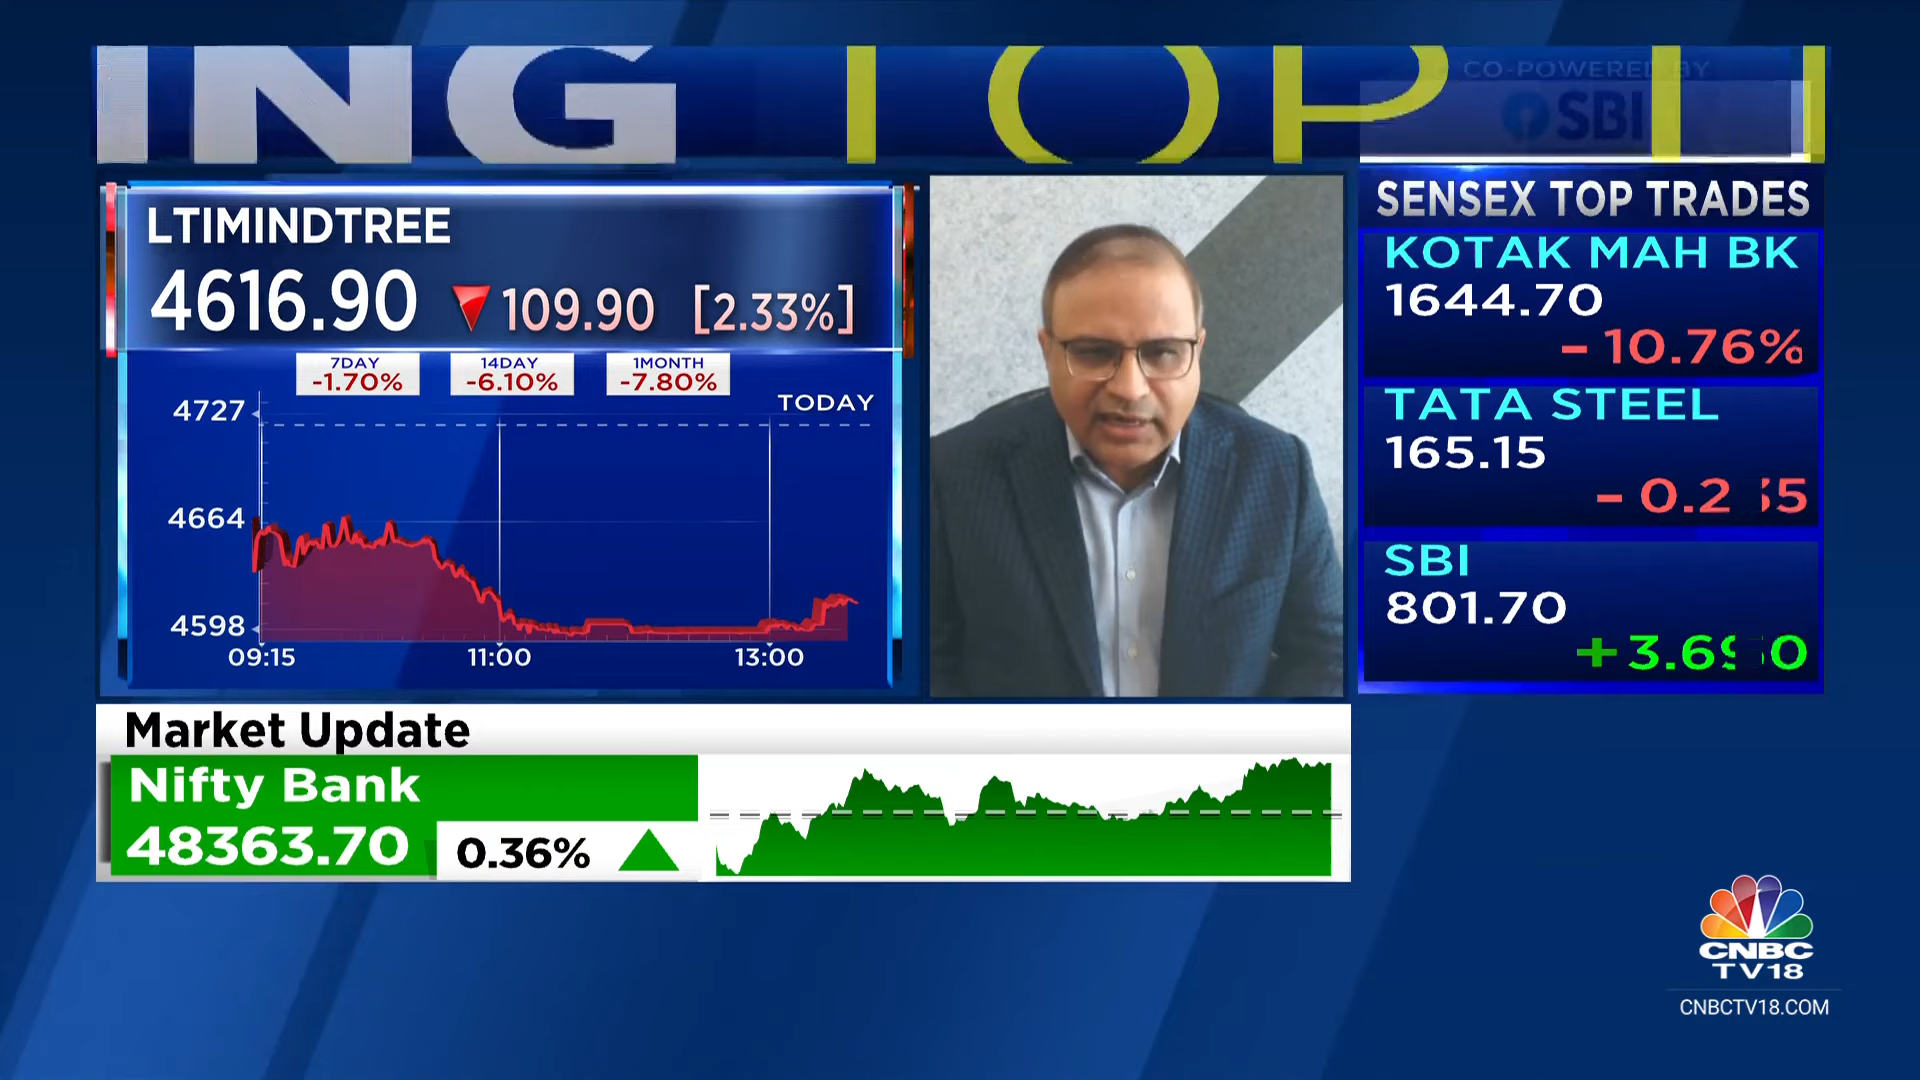 ING TOP
CO-POWERED BY
SBI
LTIMINDTREE
4616.90 ▼ 109.90 [2.33%]
7DAY
-1.70%
14DAY
-6.10%
1MONTH
-7.80%
TODAY
4727
4664
4598
09:15
11:00
13:00
SENSEX TOP TRADES
KOTAK MAH BK
1644.70
- 10.76%
TATA STEEL
165.15
SBI
801.70
Market Update
Nifty Bank
48363.70
0.36% ▲
CNBC
TV18
CNBCTV18.COM